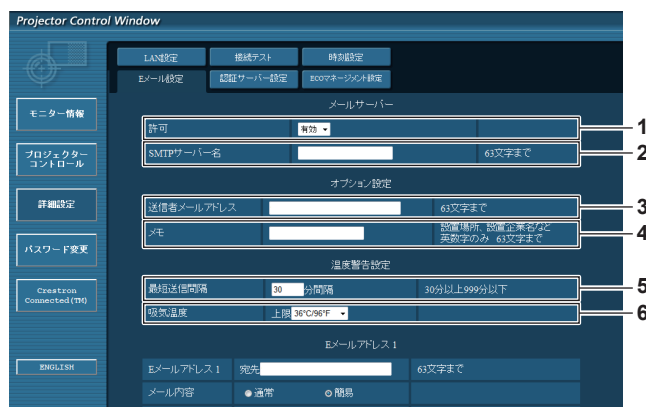 Projector Control Window
LAN設定 接続テスト 時刻設定
Eメール設定 認証サーバー設定 ECOマネージメント設定
モニター情報
プロジェクター
コントロール
詳細設定
パスワード変更
Crestron
Connected(TM)
ENGLISH
メールサーバー
許可 有効 1
SMTPサーバー名 63文字まで 2
オプション設定
送信者メールアドレス 63文字まで 3
メモ 設置場所、設置企業名など
英数字のみ 63文字まで 4
温度警告設定
最短送信間隔 30 分間隔 30分以上999分以下 5
吸気温度 上限 36°C/96°F 6
Eメールアドレス 1
Eメールアドレス 1 宛先 63文字まで
メール内容 通常 簡易